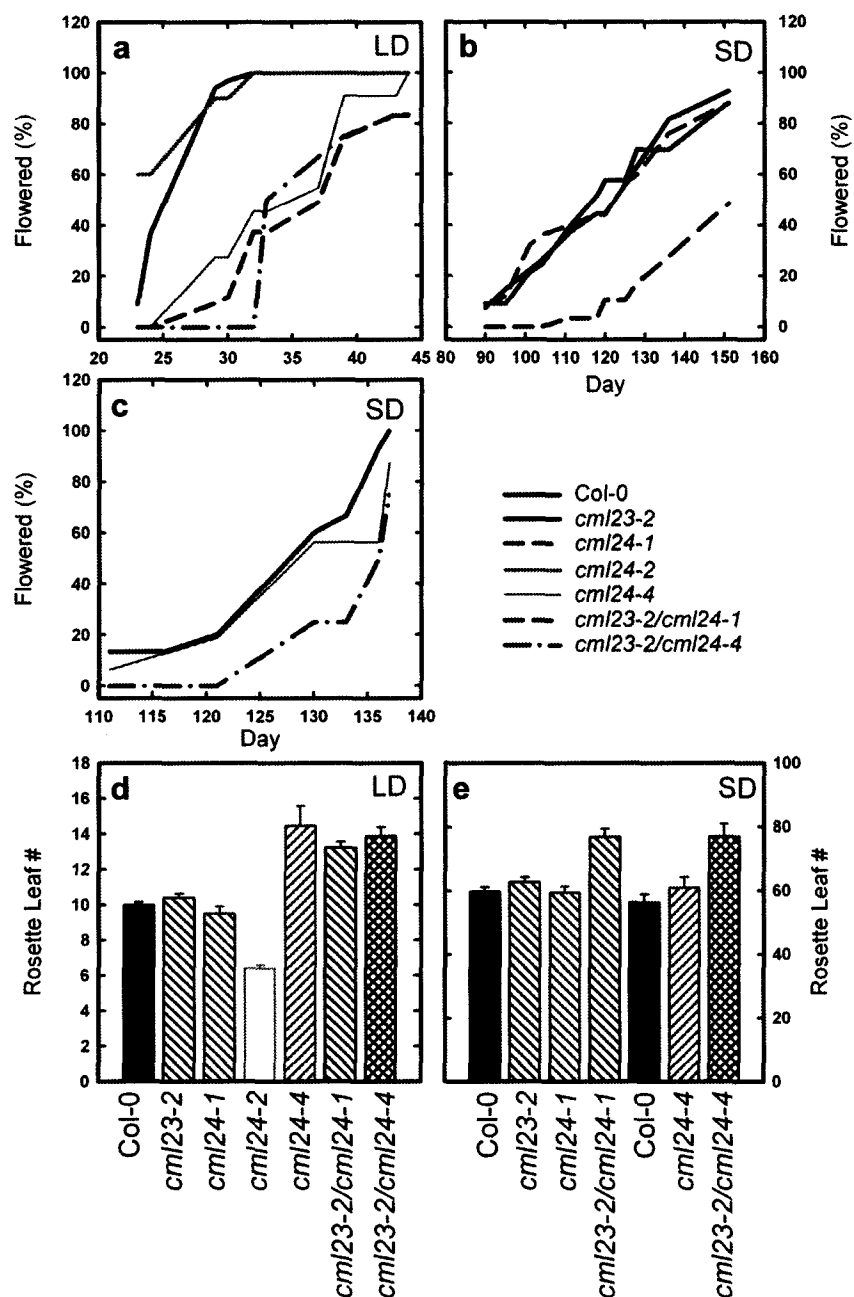 a
LD
Flowered (%)
120
100
80
60
40
20
0
20 25 30 35 40 45
b
SD
120
100
80
60
40
20
0
Flowered (%)
80 90 100 110 120 130 140 150 160
Day
c
SD
Flowered (%)
120
100
80
60
40
20
0
110 115 120 125 130 135 140
Day
Col-0
cml23-2
cml24-1
cml24-2
cml24-4
cml23-2/cml24-1
cml23-2/cml24-4
d
LD
Rosette Leaf #
18
16
14
12
10
8
6
4
2
0
Col-0
cml23-2
cml24-1
cml24-2
cml24-4
cml23-2/cml24-1
cml23-2/cml24-4
e
SD
100
80
60
40
20
0
Rosette Leaf #
Col-0
cml23-2
cml24-1
cml23-2/cml24-1
Col-0
cml24-4
cml23-2/cml24-4